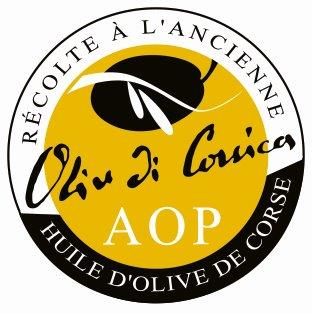 RÉCOLTE À L'ANCIENNE
Oliu di Corsica
AOP
HUILE D'OLIVE DE CORSE